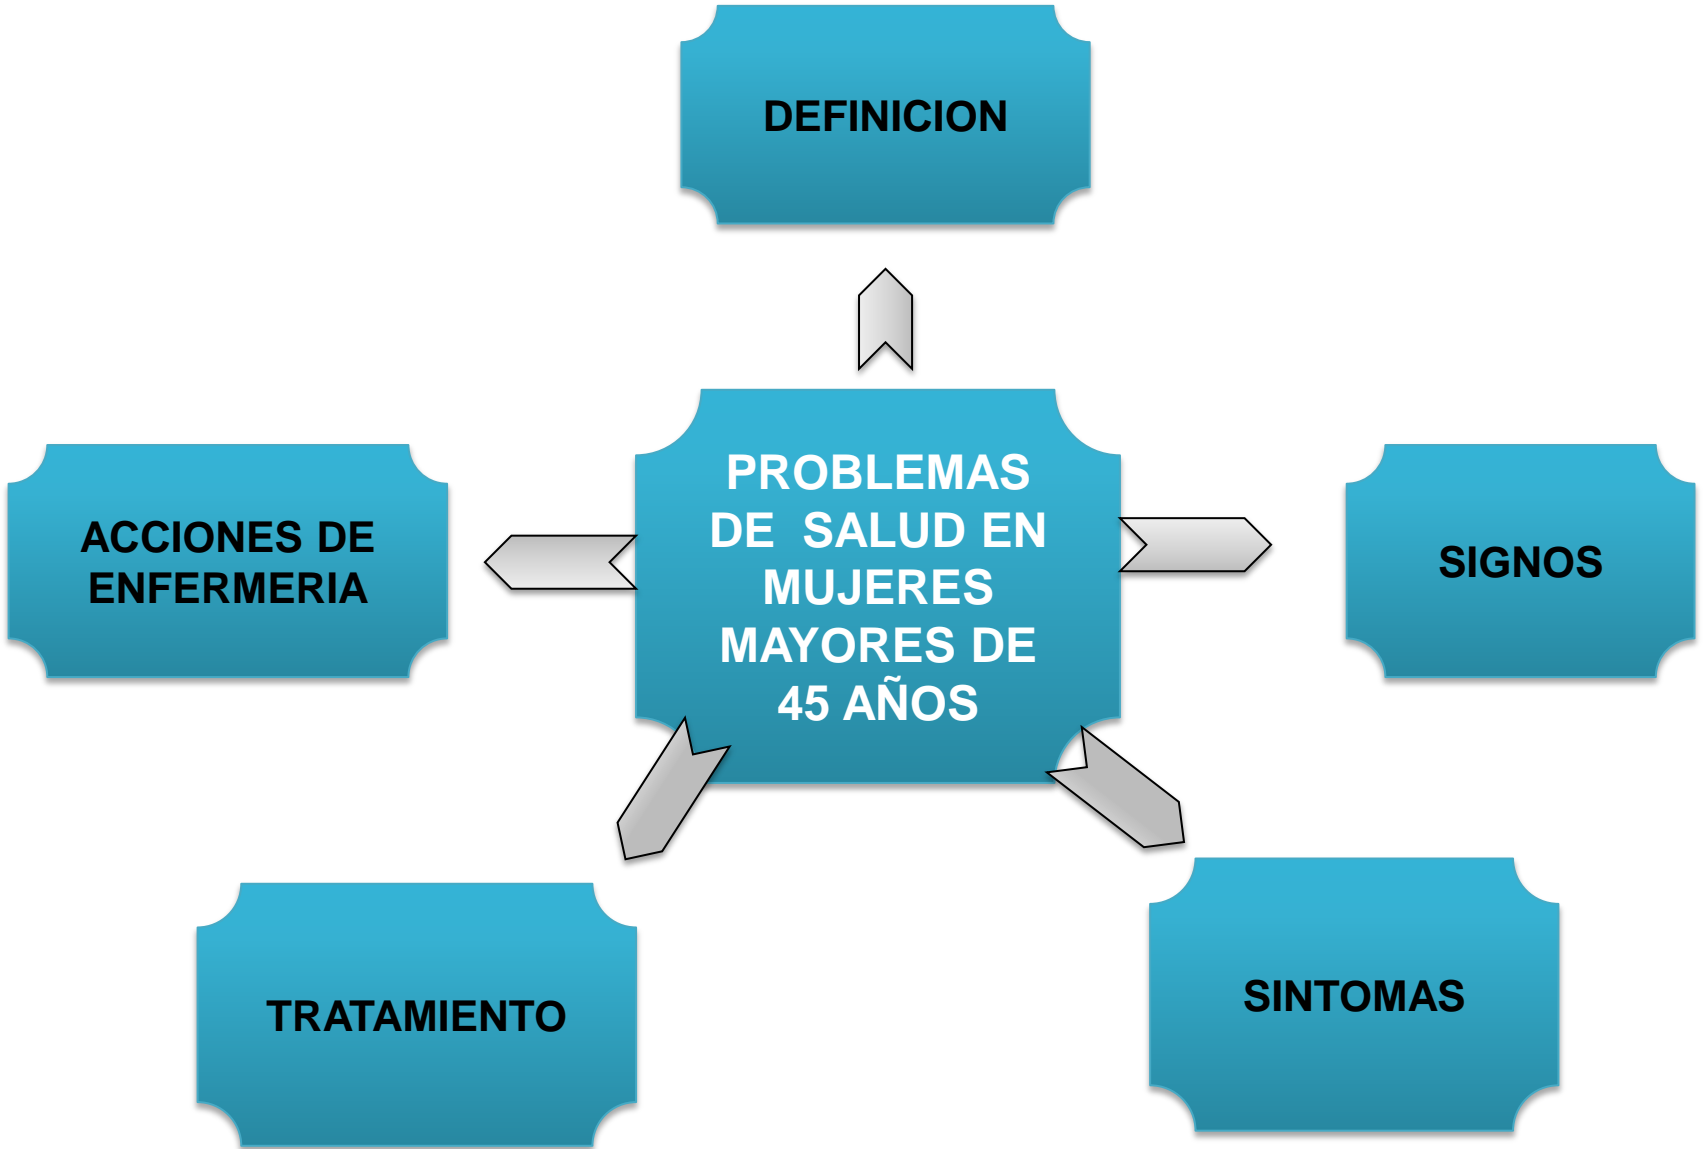 DEFINICION
PROBLEMAS
DE SALUD EN
MUJERES
MAYORES DE
45 AÑOS
ACCIONES DE
ENFERMERIA
SIGNOS
TRATAMIENTO
SINTOMAS